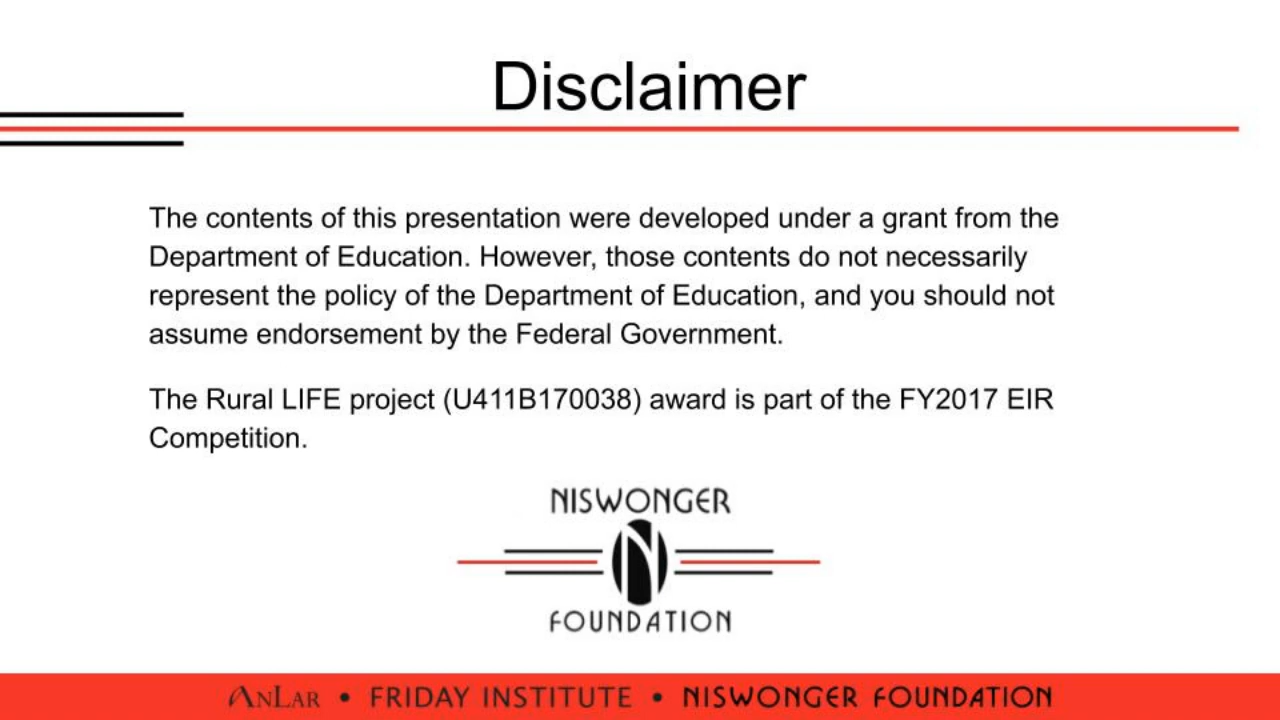 Disclaimer
The contents of this presentation were developed under a grant from the
Department of Education. However, those contents do not necessarily
represent the policy of the Department of Education, and you should not
assume endorsement by the Federal Government.
The Rural LIFE project (U411B170038) award is part of the FY2017 EIR
Competition.
NISWONGER
N
FOUNDATION
ANLAR • FRIDAY INSTITUTE • NISWONGER FOUNDATION